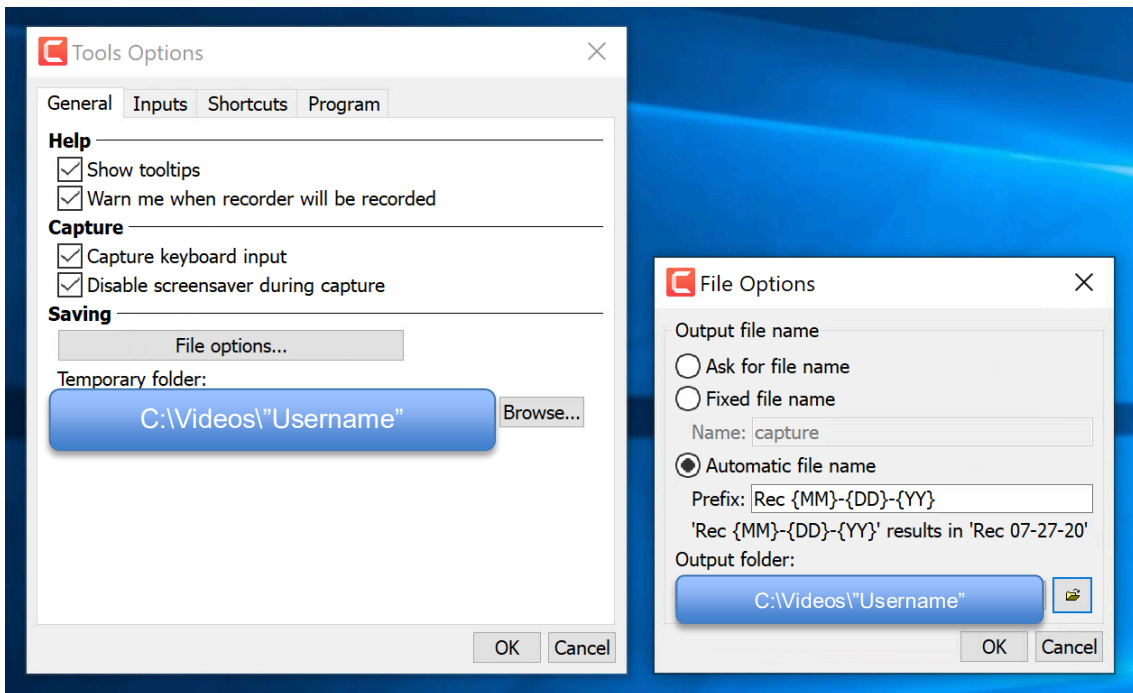 Tools Options
General Inputs Shortcuts Program
Help
Show tooltips
Warn me when recorder will be recorded
Capture
Capture keyboard input
Disable screensaver during capture
Saving
File options...
Temporary folder:
C:\Videos\”Username”
Browse...
OK Cancel
File Options
Output file name
Ask for file name
Fixed file name
Name: capture
Automatic file name
Prefix: Rec {MM}-{DD}-{YY}
'Rec {MM}-{DD}-{YY}' results in 'Rec 07-27-20'
Output folder:
C:\Videos\”Username”
OK Cancel